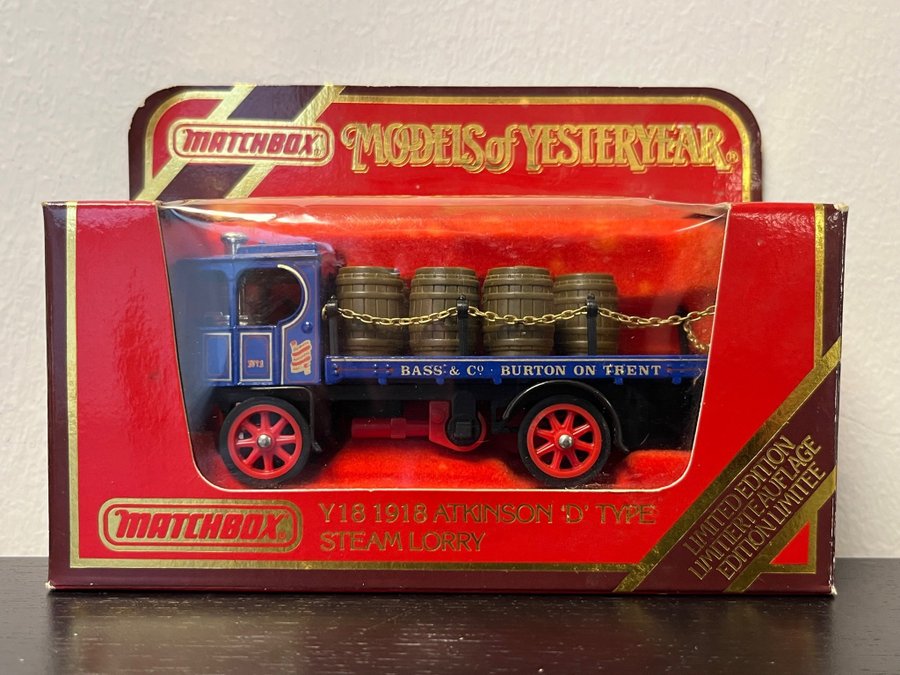 MATCHBOX®
MODELS of YESTERYEAR®
BASS & Co · BURTON ON TRENT
MATCHBOX®
Y18 1918 ATKINSON 'D' TYPE
STEAM LORRY
LIMITED EDITION
LIMITIERTE AUFLAGE
EDITION LIMITEE